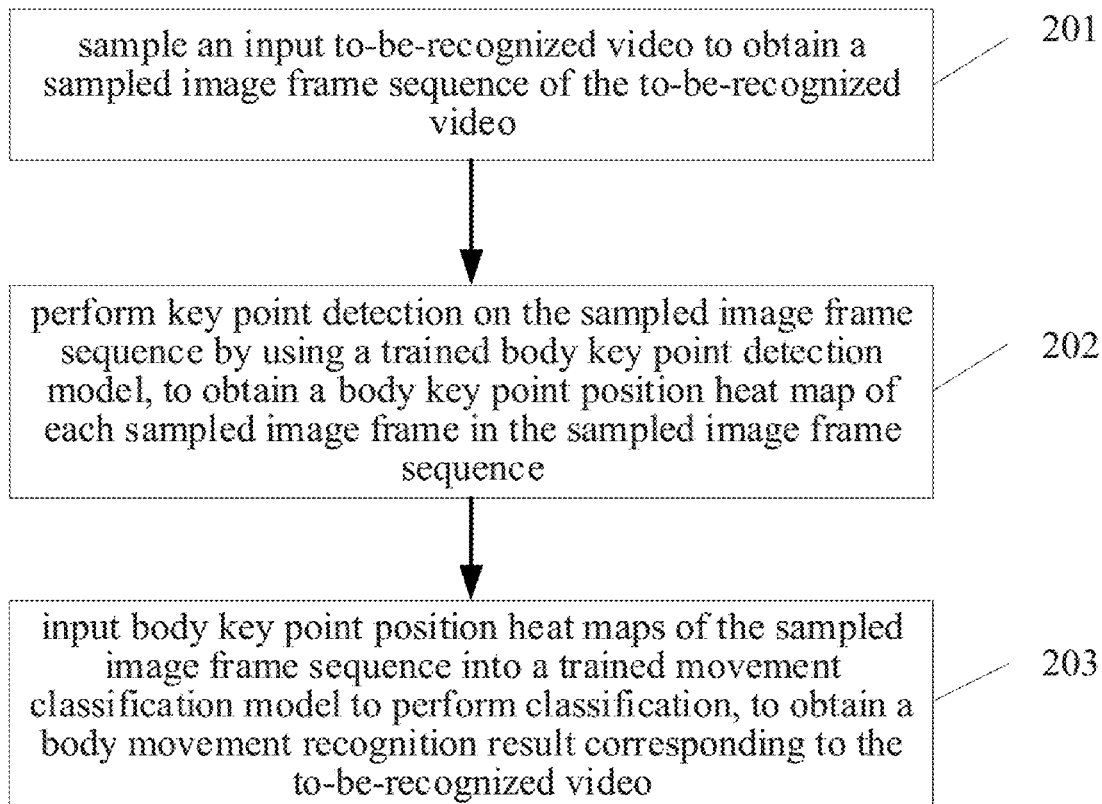 sample an input to-be-recognized video to obtain a
sampled image frame sequence of the to-be-recognized
video
201
perform key point detection on the sampled image frame
sequence by using a trained body key point detection
model, to obtain a body key point position heat map of
each sampled image frame in the sampled image frame
sequence
202
input body key point position heat maps of the sampled
image frame sequence into a trained movement
classification model to perform classification, to obtain a
body movement recognition result corresponding to the
to-be-recognized video
203